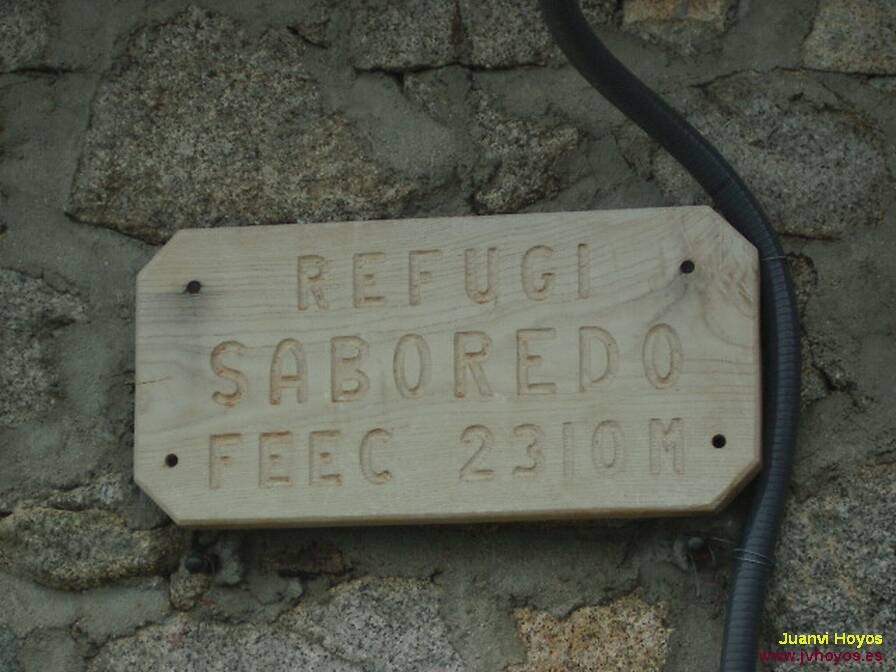 REFUGI
SABOREDO
FEEC 2310M
Juanvi Hoyos
www.jvhoyos.es